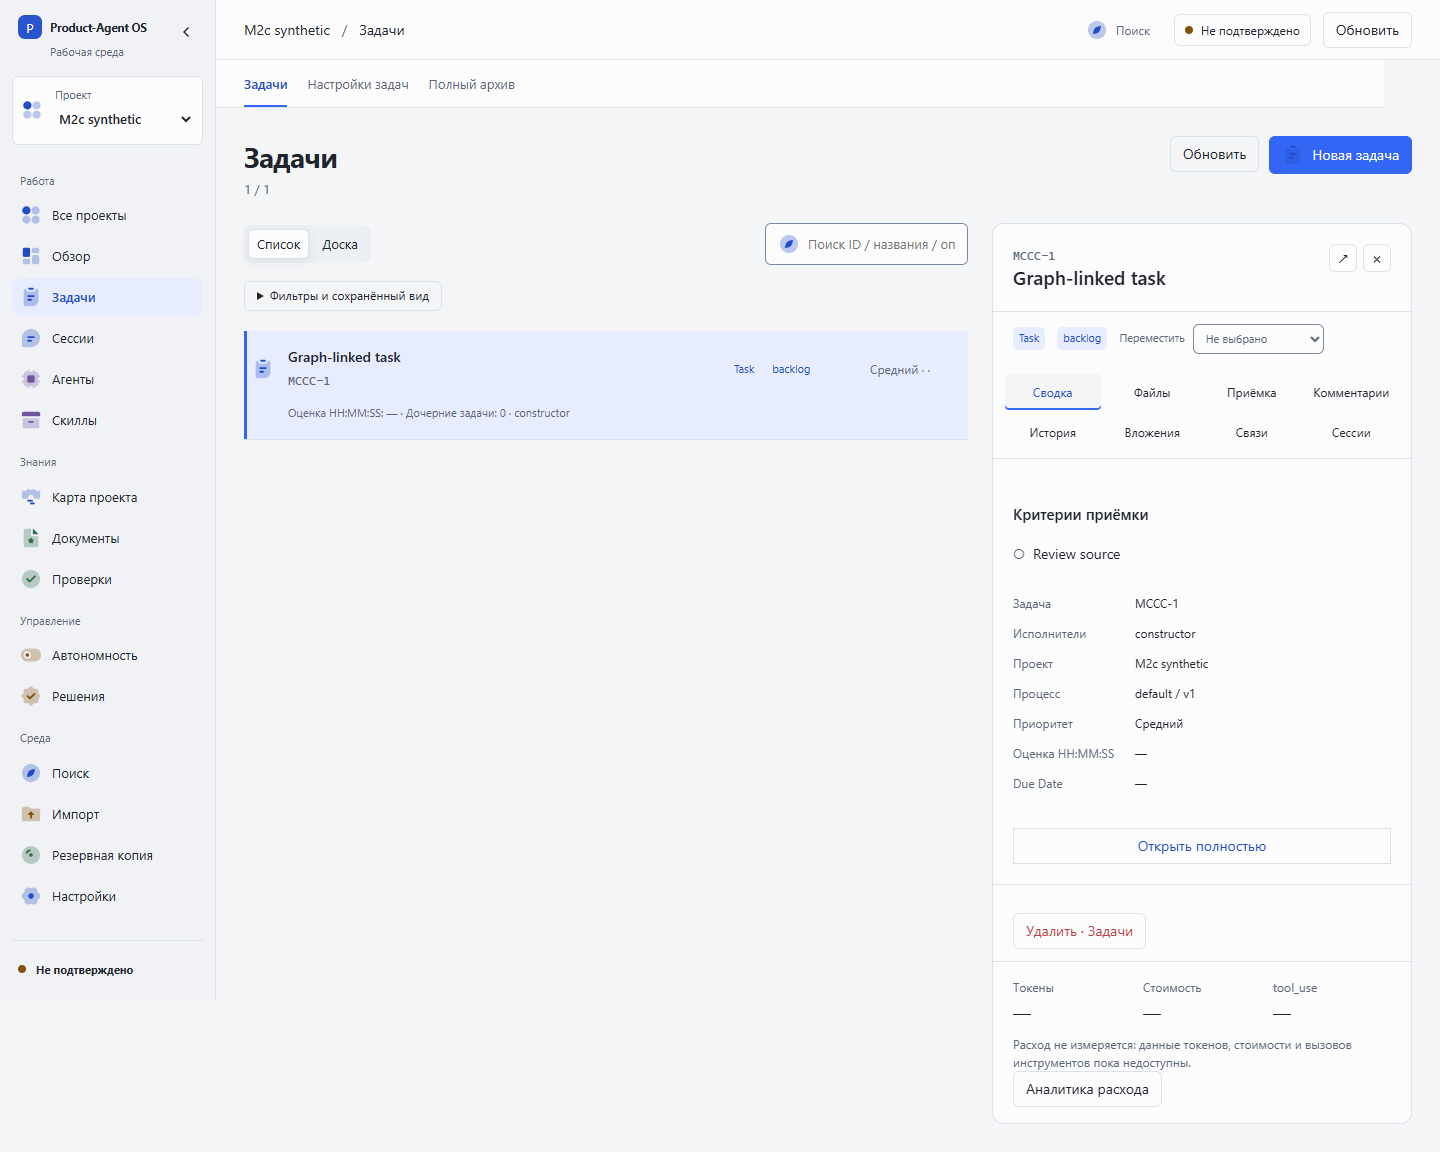 P
Product-Agent OS
Рабочая среда
Проект
M2c synthetic
Работа
Все проекты
Обзор
Задачи
Сессии
Агенты
Скиллы
Знания
Карта проекта
Документы
Проверки
Управление
Автономность
Решения
Среда
Поиск
Импорт
Резервная копия
Настройки
Не подтверждено
M2c synthetic / Задачи
Поиск
Не подтверждено
Обновить
Задачи
Настройки задач
Полный архив
Задачи
1 / 1
Обновить
Новая задача
Список
Доска
Поиск ID / названия / оп
Фильтры и сохранённый вид
Graph-linked task
MCCC-1
Task
backlog
Средний · ·
Оценка HH:MM:SS: — · Дочерние задачи: 0 · constructor
MCCC-1
Graph-linked task
Task
backlog
Переместить
Не выбрано
Сводка
Файлы
Приёмка
Комментарии
История
Вложения
Связи
Сессии
Критерии приёмки
Review source
Задача MCCC-1
Исполнители constructor
Проект M2c synthetic
Процесс default / v1
Приоритет Средний
Оценка HH:MM:SS —
Due Date —
Открыть полностью
Удалить · Задачи
Токены Стоимость tool_use
— — —
Расход не измеряется: данные токенов, стоимости и вызовов
инструментов пока недоступны.
Аналитика расхода